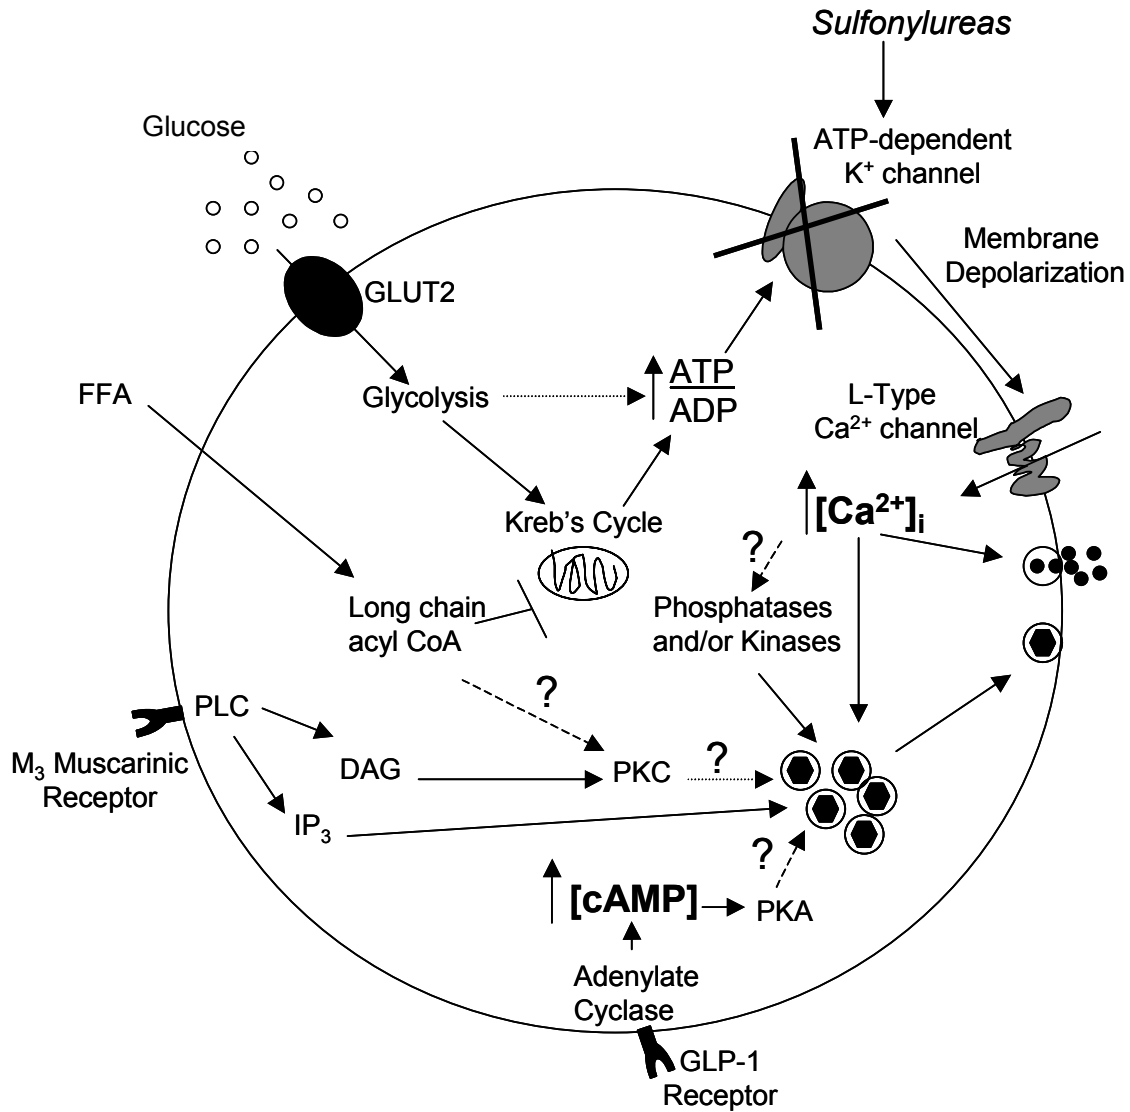 Sulfonylureas
Glucose
ATP-dependent
K⁺ channel
Membrane
Depolarization
GLUT2
FFA
Glycolysis
ATP
ADP
L-Type
Ca²⁺ channel
[Ca²⁺]ᵢ
Kreb's Cycle
?
Long chain
acyl CoA
Phosphatases
and/or Kinases
?
PLC
M₃ Muscarinic
Receptor
DAG
PKC
?
IP₃
?
[cAMP]
PKA
Adenylate
Cyclase
GLP-1
Receptor